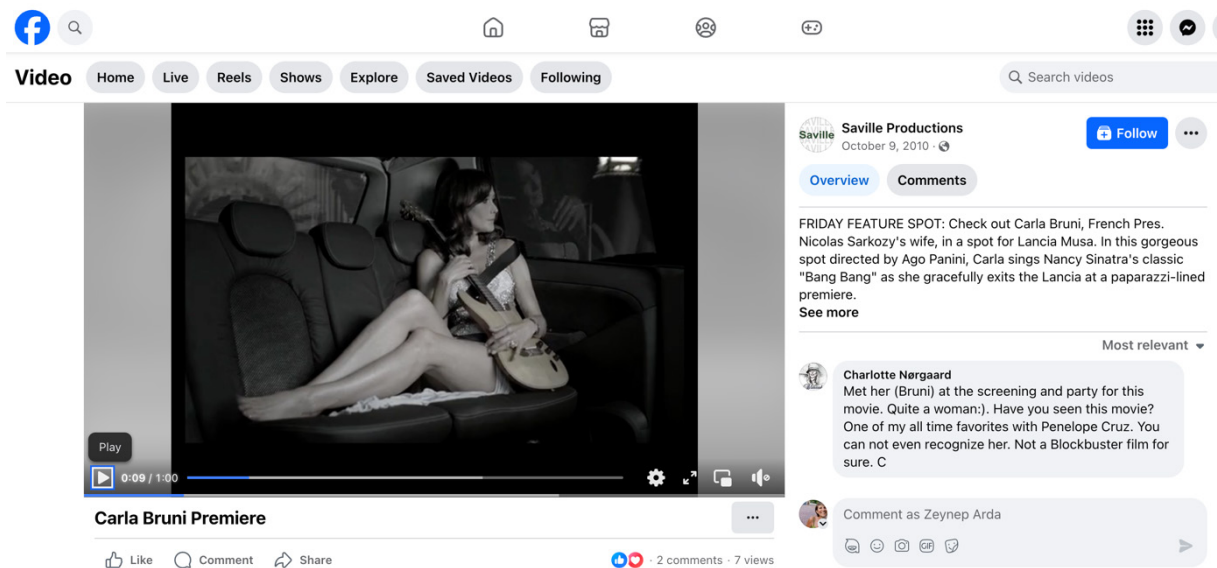 Video
Home
Live
Reels
Shows
Explore
Saved Videos
Following
Search videos
Play
0:09 / 1:00
Carla Bruni Premiere
Like
Comment
Share
· 2 comments · 7 views
Saville
Saville Productions
October 9, 2010 ·
Follow
Overview
Comments
FRIDAY FEATURE SPOT: Check out Carla Bruni, French Pres.
Nicolas Sarkozy's wife, in a spot for Lancia Musa. In this gorgeous
spot directed by Ago Panini, Carla sings Nancy Sinatra's classic
"Bang Bang" as she gracefully exits the Lancia at a paparazzi-lined
premiere.
See more
Most relevant
Charlotte Nørgaard
Met her (Bruni) at the screening and party for this
movie. Quite a woman:). Have you seen this movie?
One of my all time favorites with Penelope Cruz. You
can not even recognize her. Not a Blockbuster film for
sure. C
Comment as Zeynep Arda
GIF